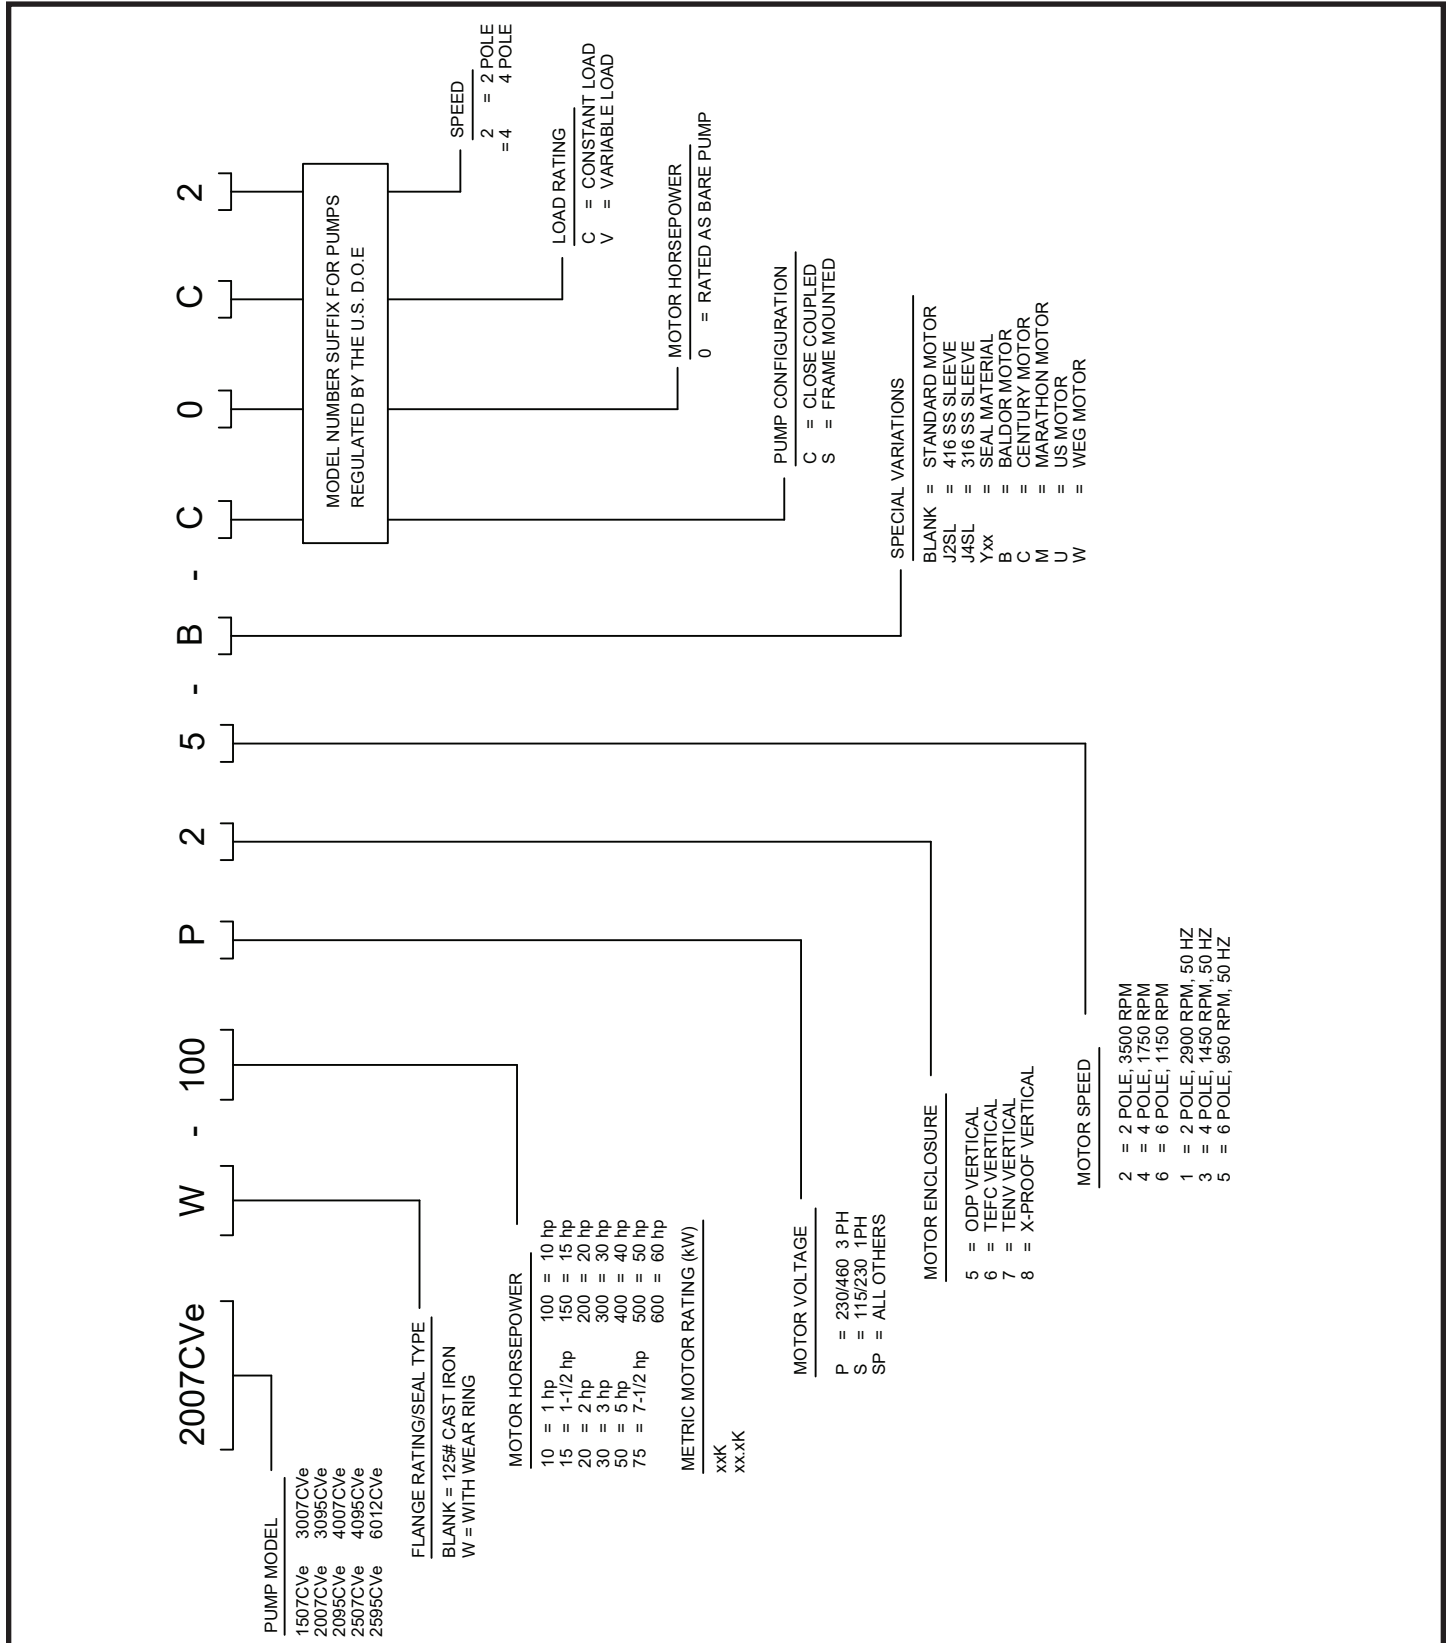 2007CVe W - 100 P 2 5 - B - C 0 C 2
MODEL NUMBER SUFFIX FOR PUMPS
REGULATED BY THE U.S. D.O.E
PUMP MODEL
1507CVe 3007CVe
2007CVe 3095CVe
2095CVe 4007CVe
2507CVe 4095CVe
2595CVe 6012CVe
FLANGE RATING/SEAL TYPE
BLANK = 125# CAST IRON
W = WITH WEAR RING
MOTOR HORSEPOWER
10 = 1 hp 100 = 10 hp
15 = 1-1/2 hp 150 = 15 hp
20 = 2 hp 200 = 20 hp
30 = 3 hp 300 = 30 hp
50 = 5 hp 400 = 40 hp
75 = 7-1/2 hp 500 = 50 hp
600 = 60 hp
METRIC MOTOR RATING (kW)
xxK
xx.xK
MOTOR VOLTAGE
P = 230/460 3 PH
S = 115/230 1PH
SP = ALL OTHERS
MOTOR ENCLOSURE
5 = ODP VERTICAL
6 = TEFC VERTICAL
7 = TENV VERTICAL
8 = X-PROOF VERTICAL
MOTOR SPEED
2 = 2 POLE, 3500 RPM
4 = 4 POLE, 1750 RPM
6 = 6 POLE, 1150 RPM
1 = 2 POLE, 2900 RPM, 50 HZ
3 = 4 POLE, 1450 RPM, 50 HZ
5 = 6 POLE, 950 RPM, 50 HZ
SPECIAL VARIATIONS
BLANK = STANDARD MOTOR
J2SL = 416 SS SLEEVE
J4SL = 316 SS SLEEVE
Yxx = SEAL MATERIAL
B = BALDOR MOTOR
C = CENTURY MOTOR
M = MARATHON MOTOR
U = US MOTOR
W = WEG MOTOR
PUMP CONFIGURATION
C = CLOSE COUPLED
S = FRAME MOUNTED
MOTOR HORSEPOWER
0 = RATED AS BARE PUMP
LOAD RATING
C = CONSTANT LOAD
V = VARIABLE LOAD
SPEED
2 = 2 POLE
= 4 4 POLE